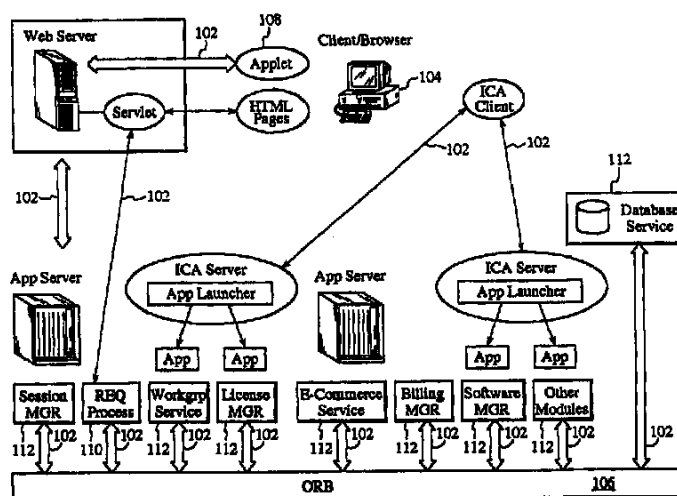 Web Server
102
108
Applet
Client/Browser
104
ICA
Client
Servlet
HTML
Pages
102
102
102
102
112
Database
Service
App Server
ICA Server
App Launcher
App Server
ICA Server
App Launcher
App
App
App
App
Session
MGR
REQ
Process
Workgrp
Service
License
MGR
E-Commerce
Service
Billing
MGR
Software
MGR
Other
Modules
112
102
110
102
112
102
112
102
112
102
112
102
112
102
112
102
102
ORB
106